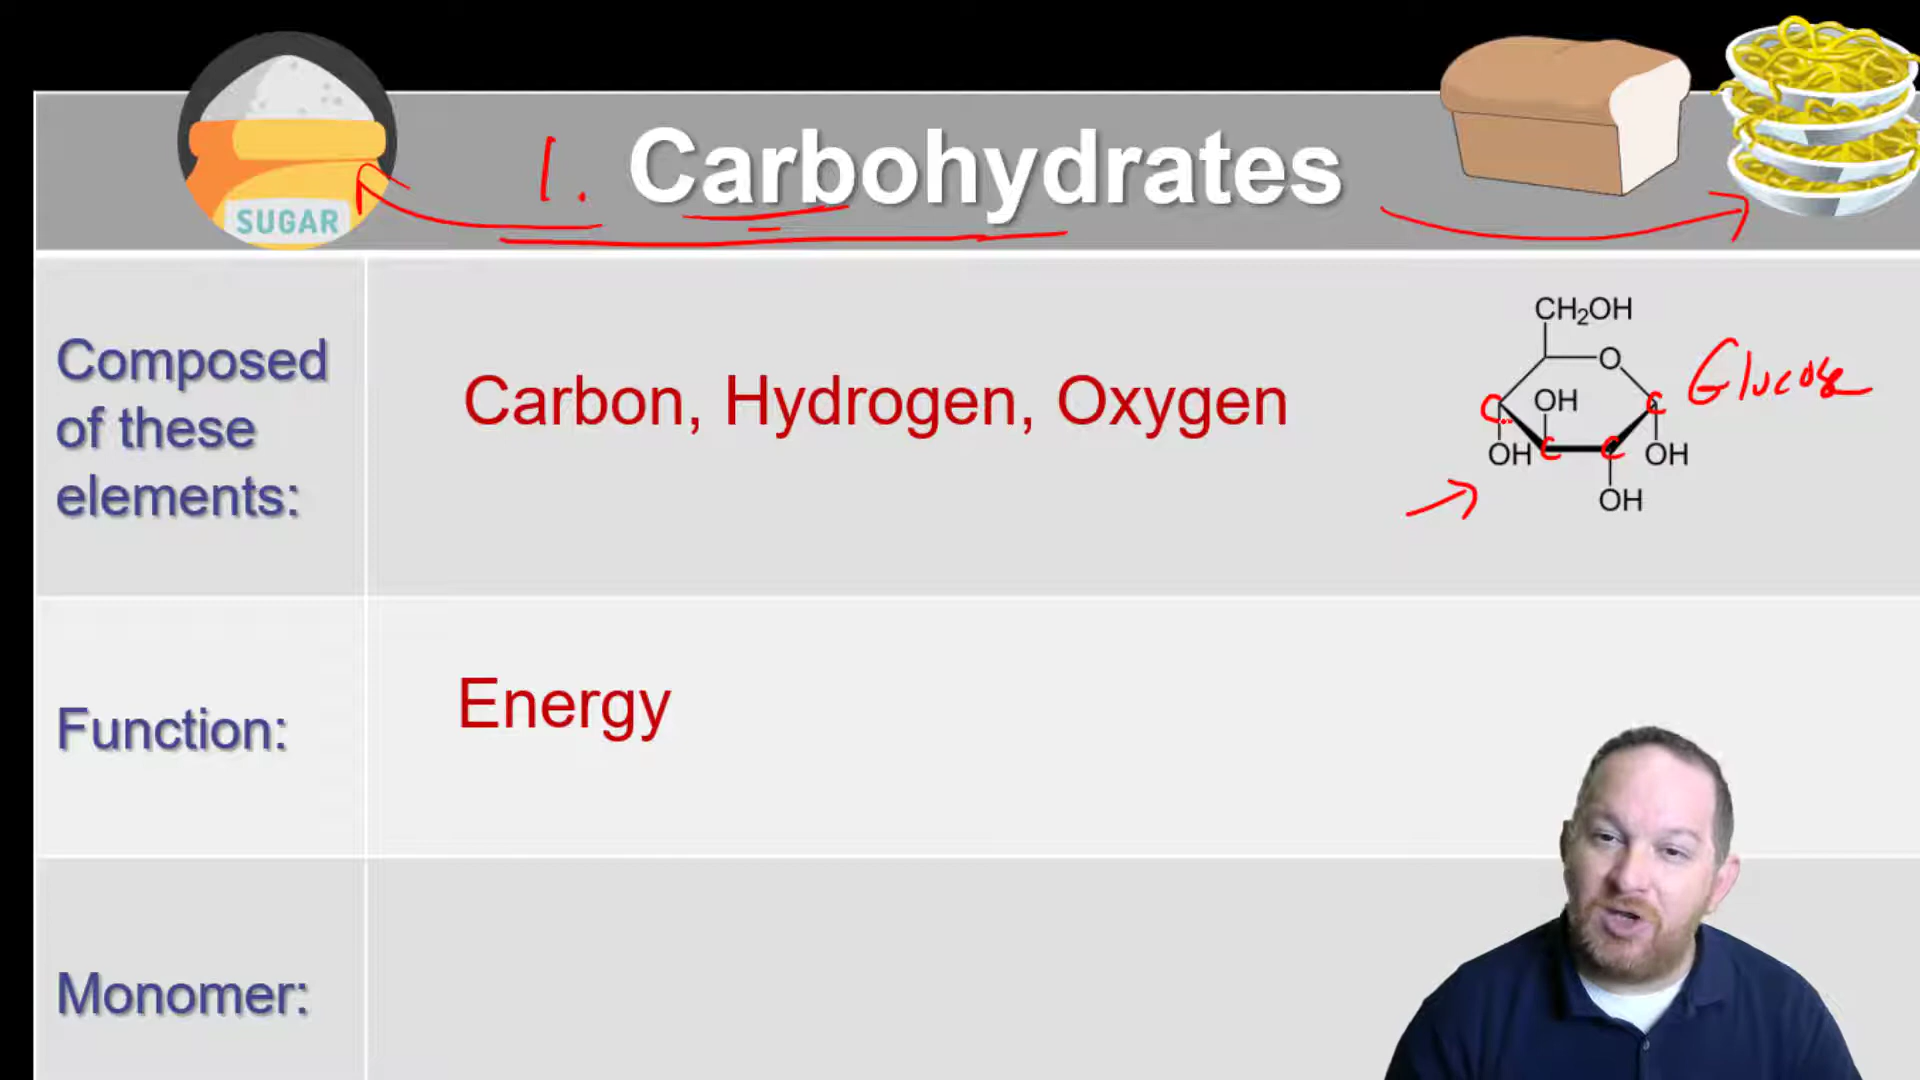 SUGAR
1. Carbohydrates
Composed
of these
elements:
Carbon, Hydrogen, Oxygen
CH₂OH
O
Glucose
C
OH
C
OH
C
C
OH
OH
Function:
Energy
Monomer: